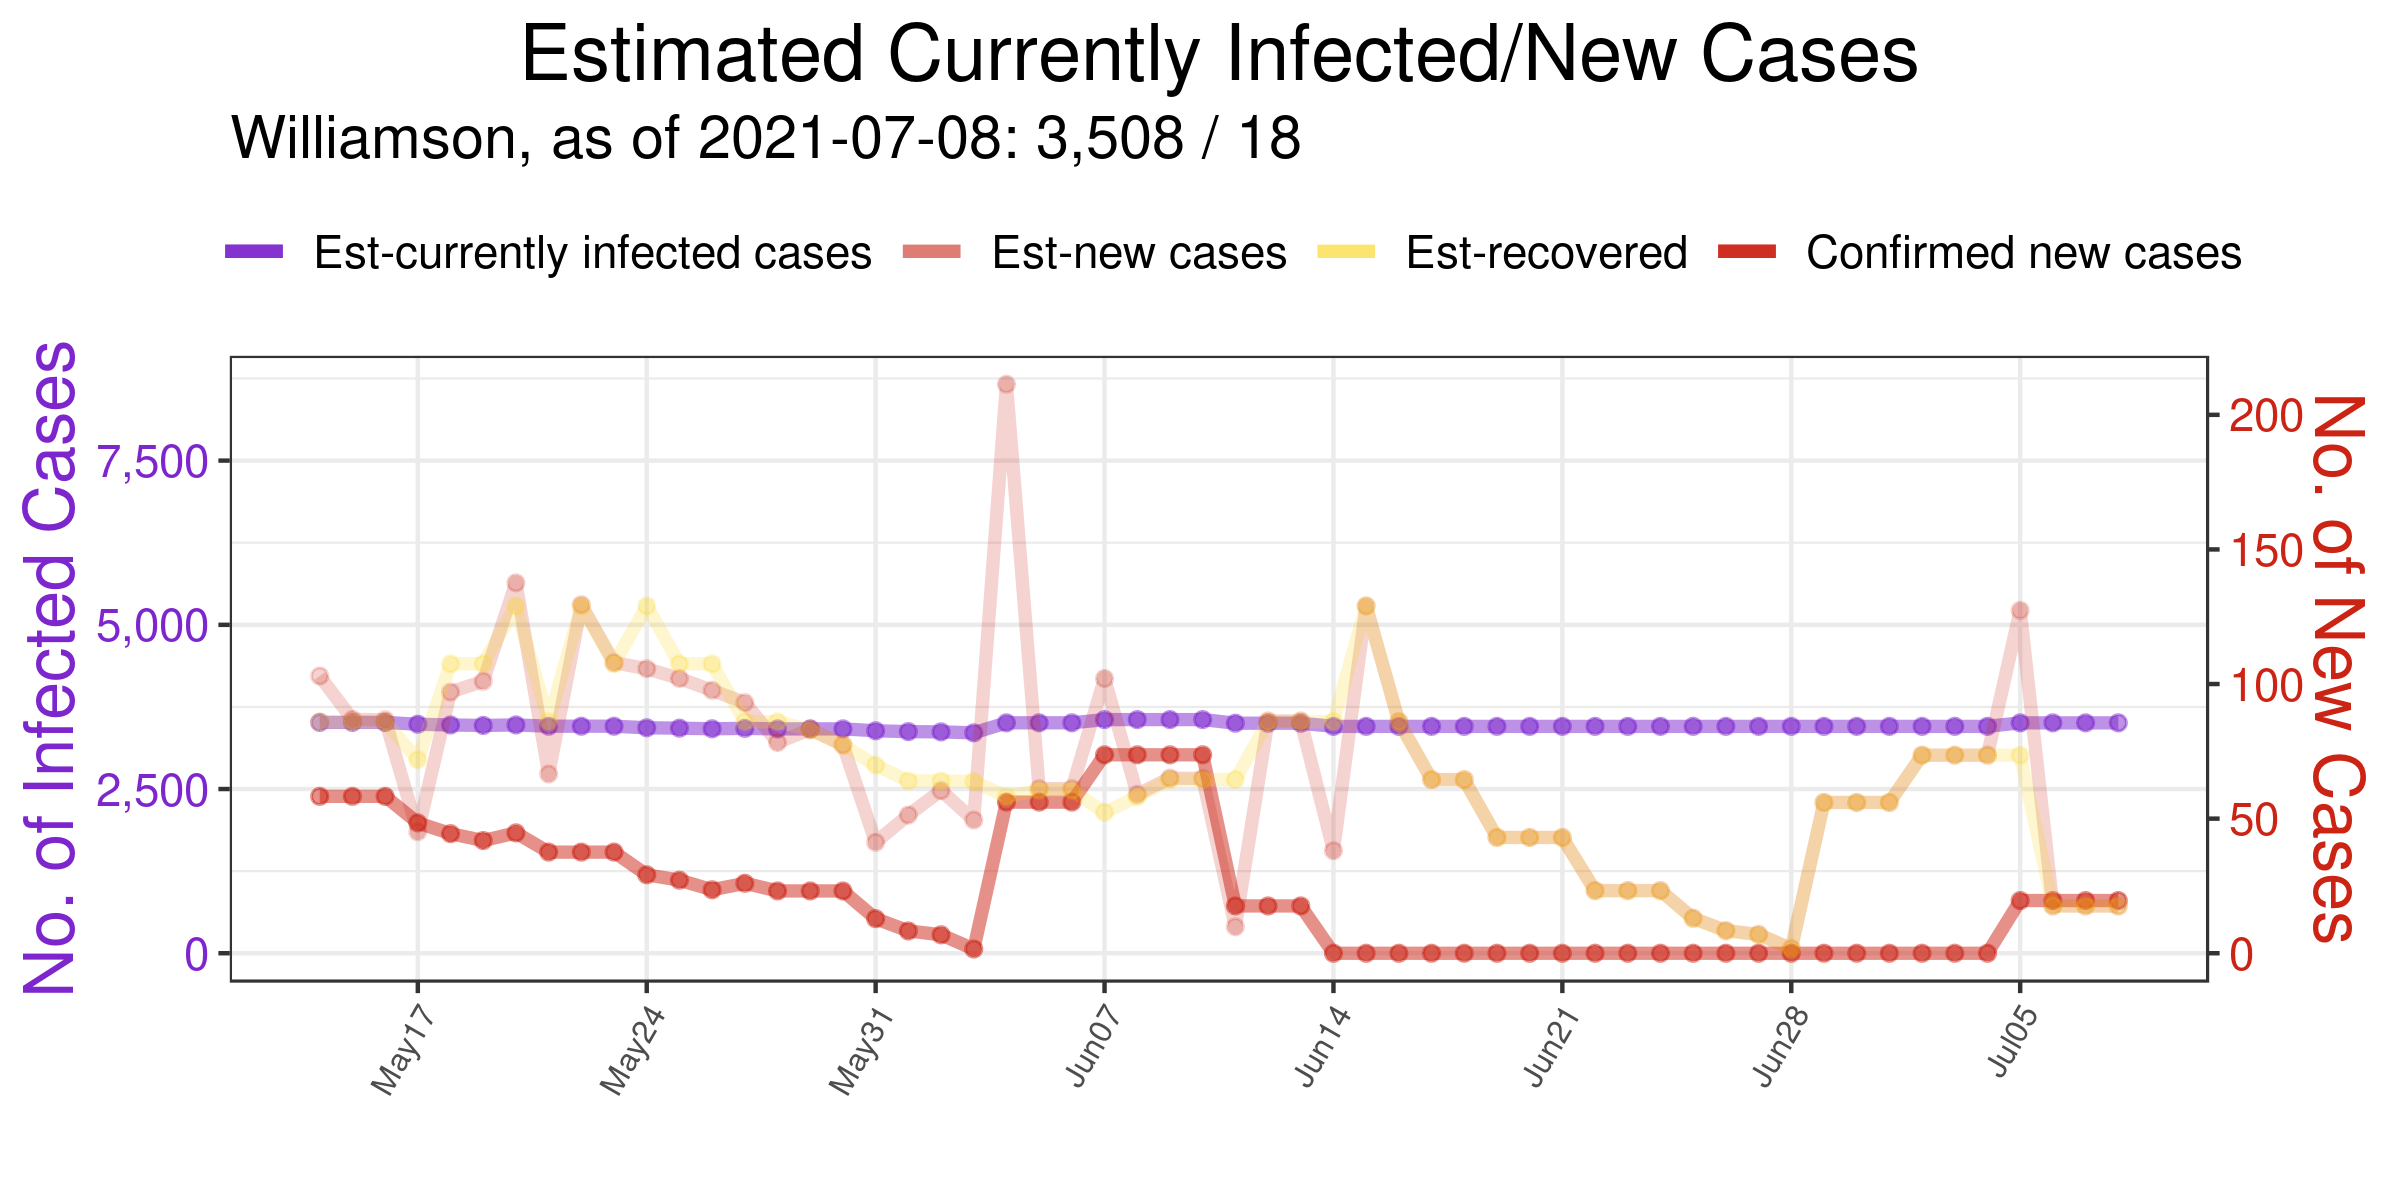 Estimated Currently Infected/New Cases
Williamson, as of 2021-07-08: 3,508 / 18
Est-currently infected cases Est-new cases Est-recovered Confirmed new cases
No. of Infected Cases
7,500
5,000
2,500
0
200
150
100
50
0
No. of New Cases
May17 May24 May31 Jun07 Jun14 Jun21 Jun28 Jul05